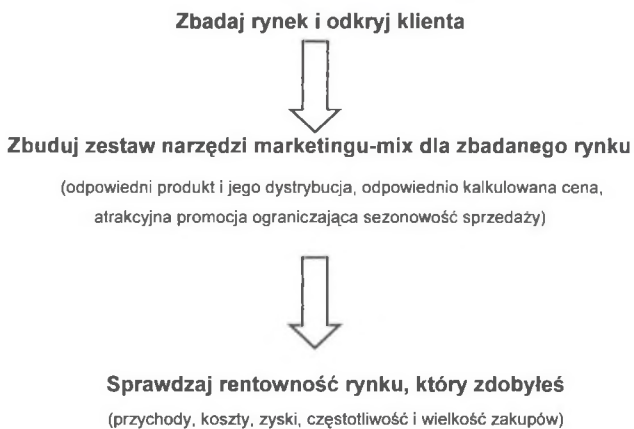 Zbadaj rynek i odkryj klienta
Zbuduj zestaw narzędzi marketingu-mix dla zbadanego rynku
(odpowiedni produkt i jego dystrybucja, odpowiednio kalkulowana cena,
atrakcyjna promocja ograniczająca sezonowość sprzedaży)
Sprawdzaj rentowność rynku, który zdobyłeś
(przychody, koszty, zyski, częstotliwość i wielkość zakupów)